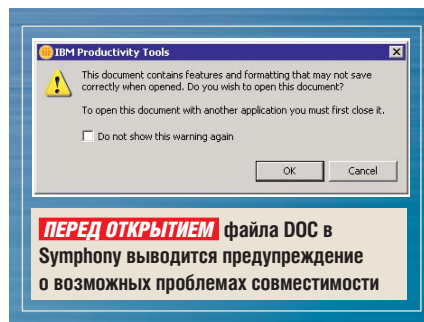 IBM Productivity Tools
This document contains features and formatting that may not save
correctly when opened. Do you wish to open this document?
To open this document with another application you must first close it.
Do not show this warning again
OK Cancel
ПЕРЕД ОТКРЫТИЕМ файла DOC в
Symphony выводится предупреждение
о возможных проблемах совместимости